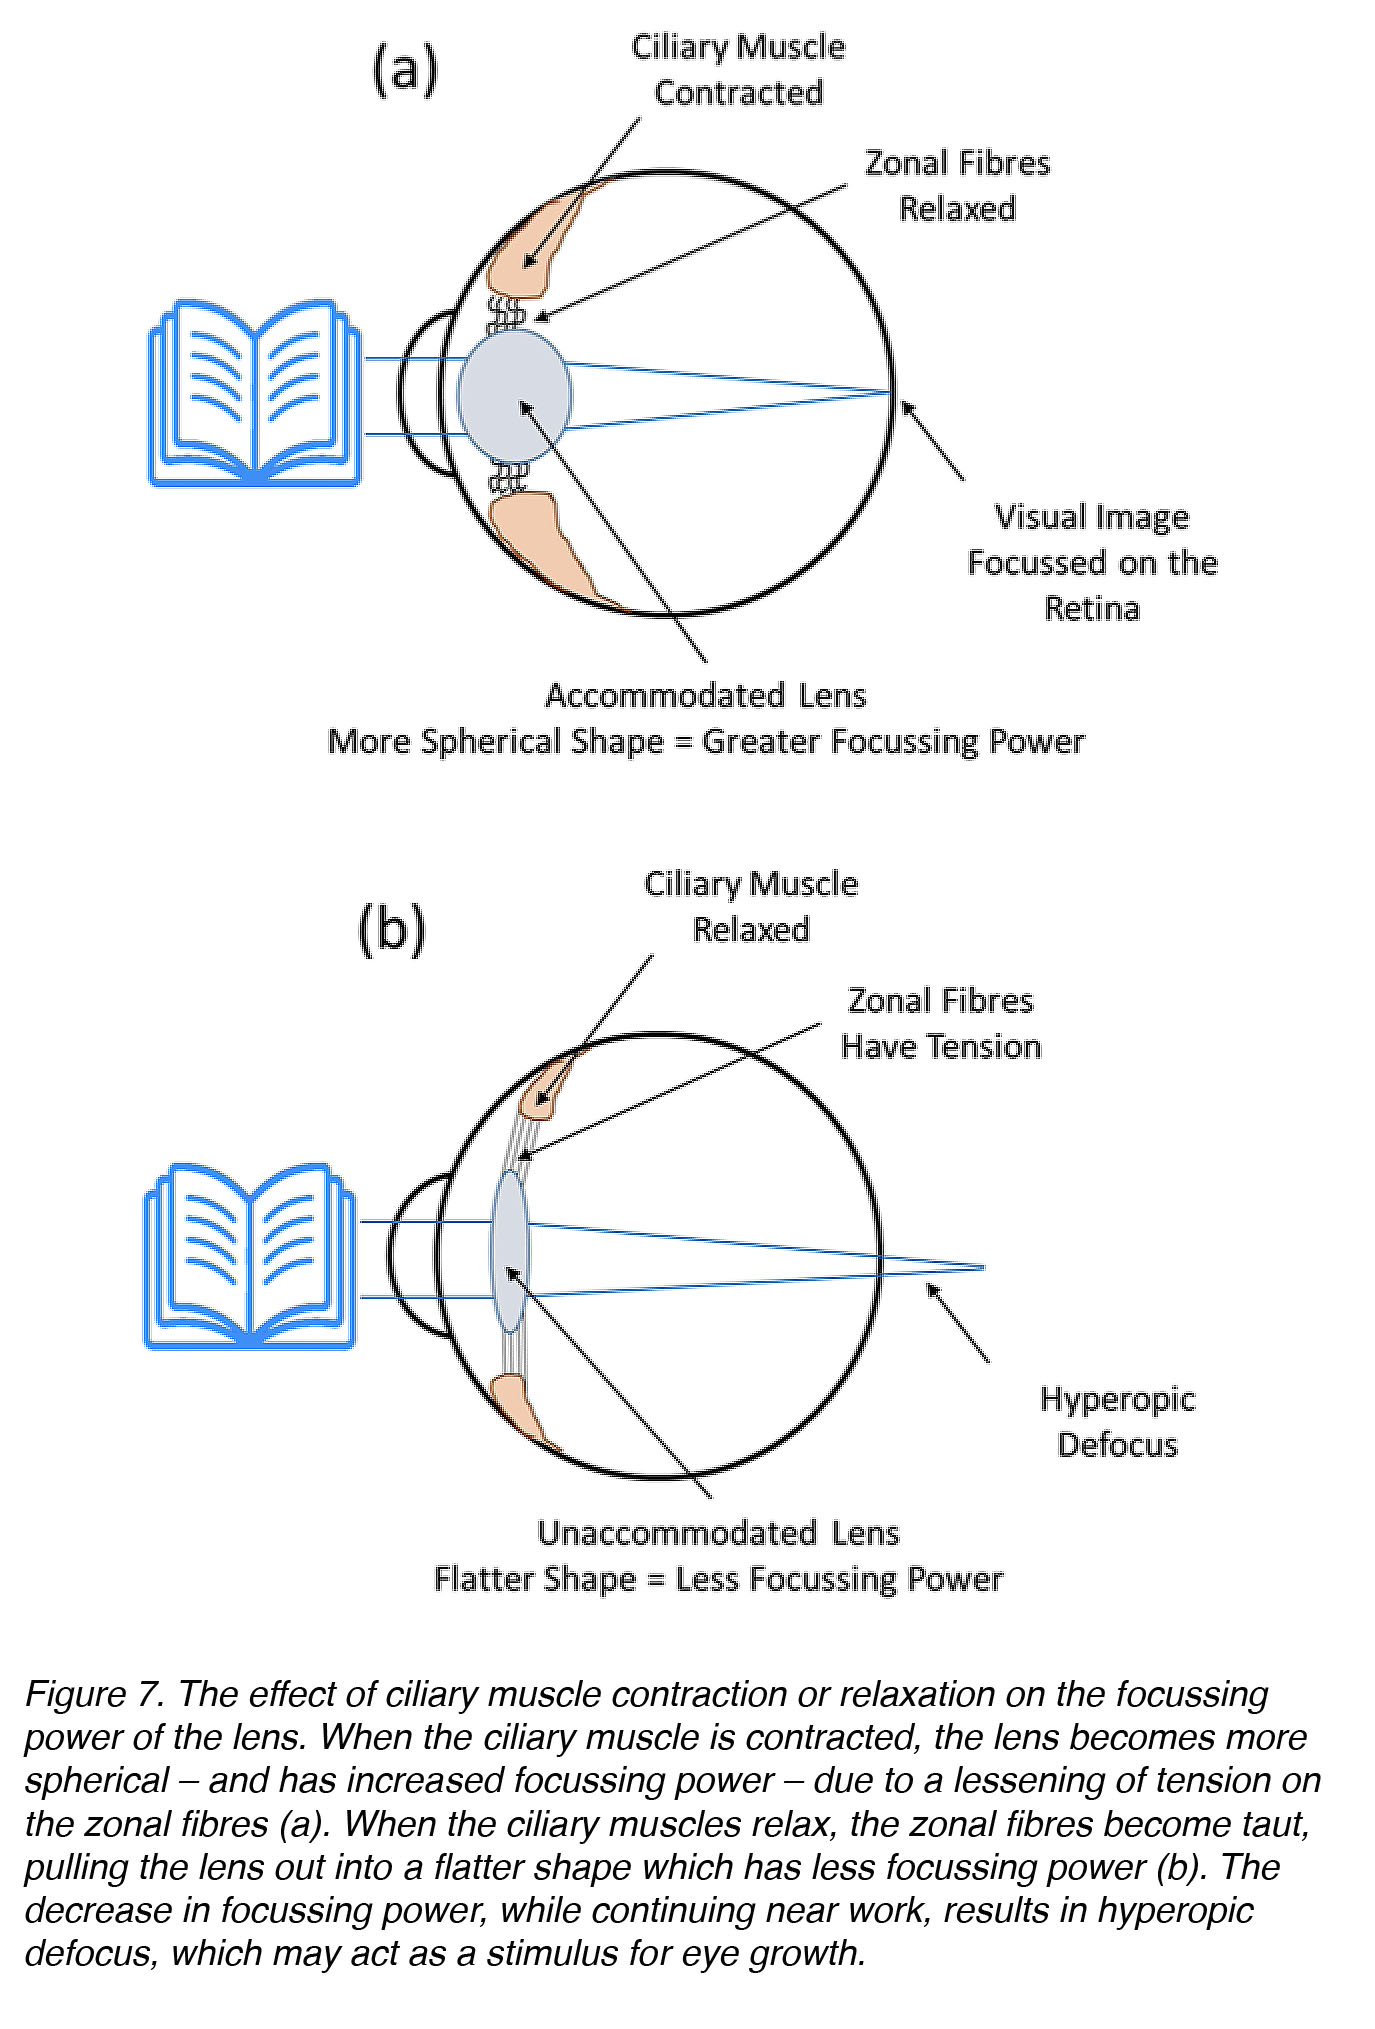 (a)
Ciliary Muscle
Contracted
Zonal Fibres
Relaxed
Visual Image
Focussed on the
Retina
Accommodated Lens
More Spherical Shape = Greater Focussing Power
(b)
Ciliary Muscle
Relaxed
Zonal Fibres
Have Tension
Hyperopic
Defocus
Unaccommodated Lens
Flatter Shape = Less Focussing Power
Figure 7. The effect of ciliary muscle contraction or relaxation on the focussing
power of the lens. When the ciliary muscle is contracted, the lens becomes more
spherical – and has increased focussing power – due to a lessening of tension on
the zonal fibres (a). When the ciliary muscles relax, the zonal fibres become taut,
pulling the lens out into a flatter shape which has less focussing power (b). The
decrease in focussing power, while continuing near work, results in hyperopic
defocus, which may act as a stimulus for eye growth.